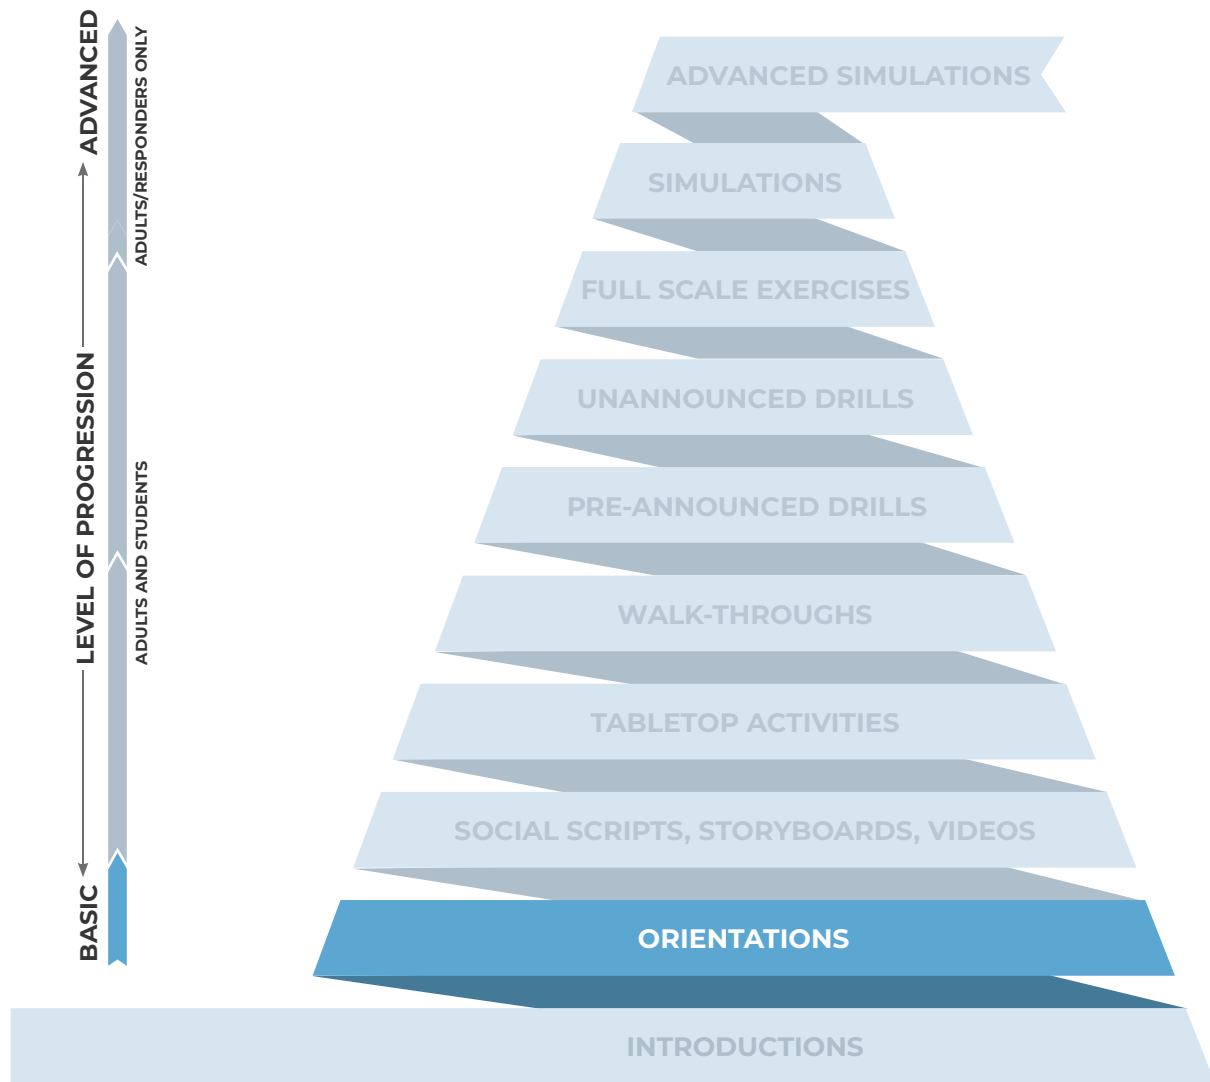 ADVANCED
ADULTS/RESPONDERS ONLY
LEVEL OF PROGRESSION
ADULTS AND STUDENTS
BASIC
ADVANCED SIMULATIONS
SIMULATIONS
FULL SCALE EXERCISES
UNANNOUNCED DRILLS
PRE-ANNOUNCED DRILLS
WALK-THROUGHS
TABLETOP ACTIVITIES
SOCIAL SCRIPTS, STORYBOARDS, VIDEOS
ORIENTATIONS
INTRODUCTIONS